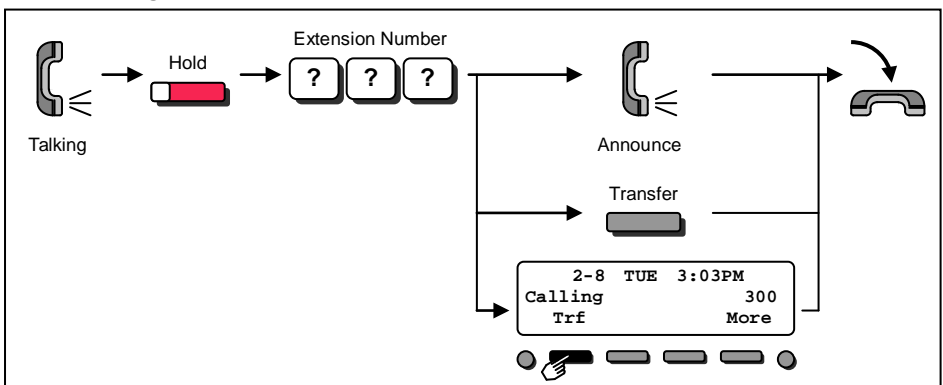 Extension Number
Hold
? ? ?
Talking
Announce
Transfer
2-8 TUE 3:03PM
Calling 300
Trf More